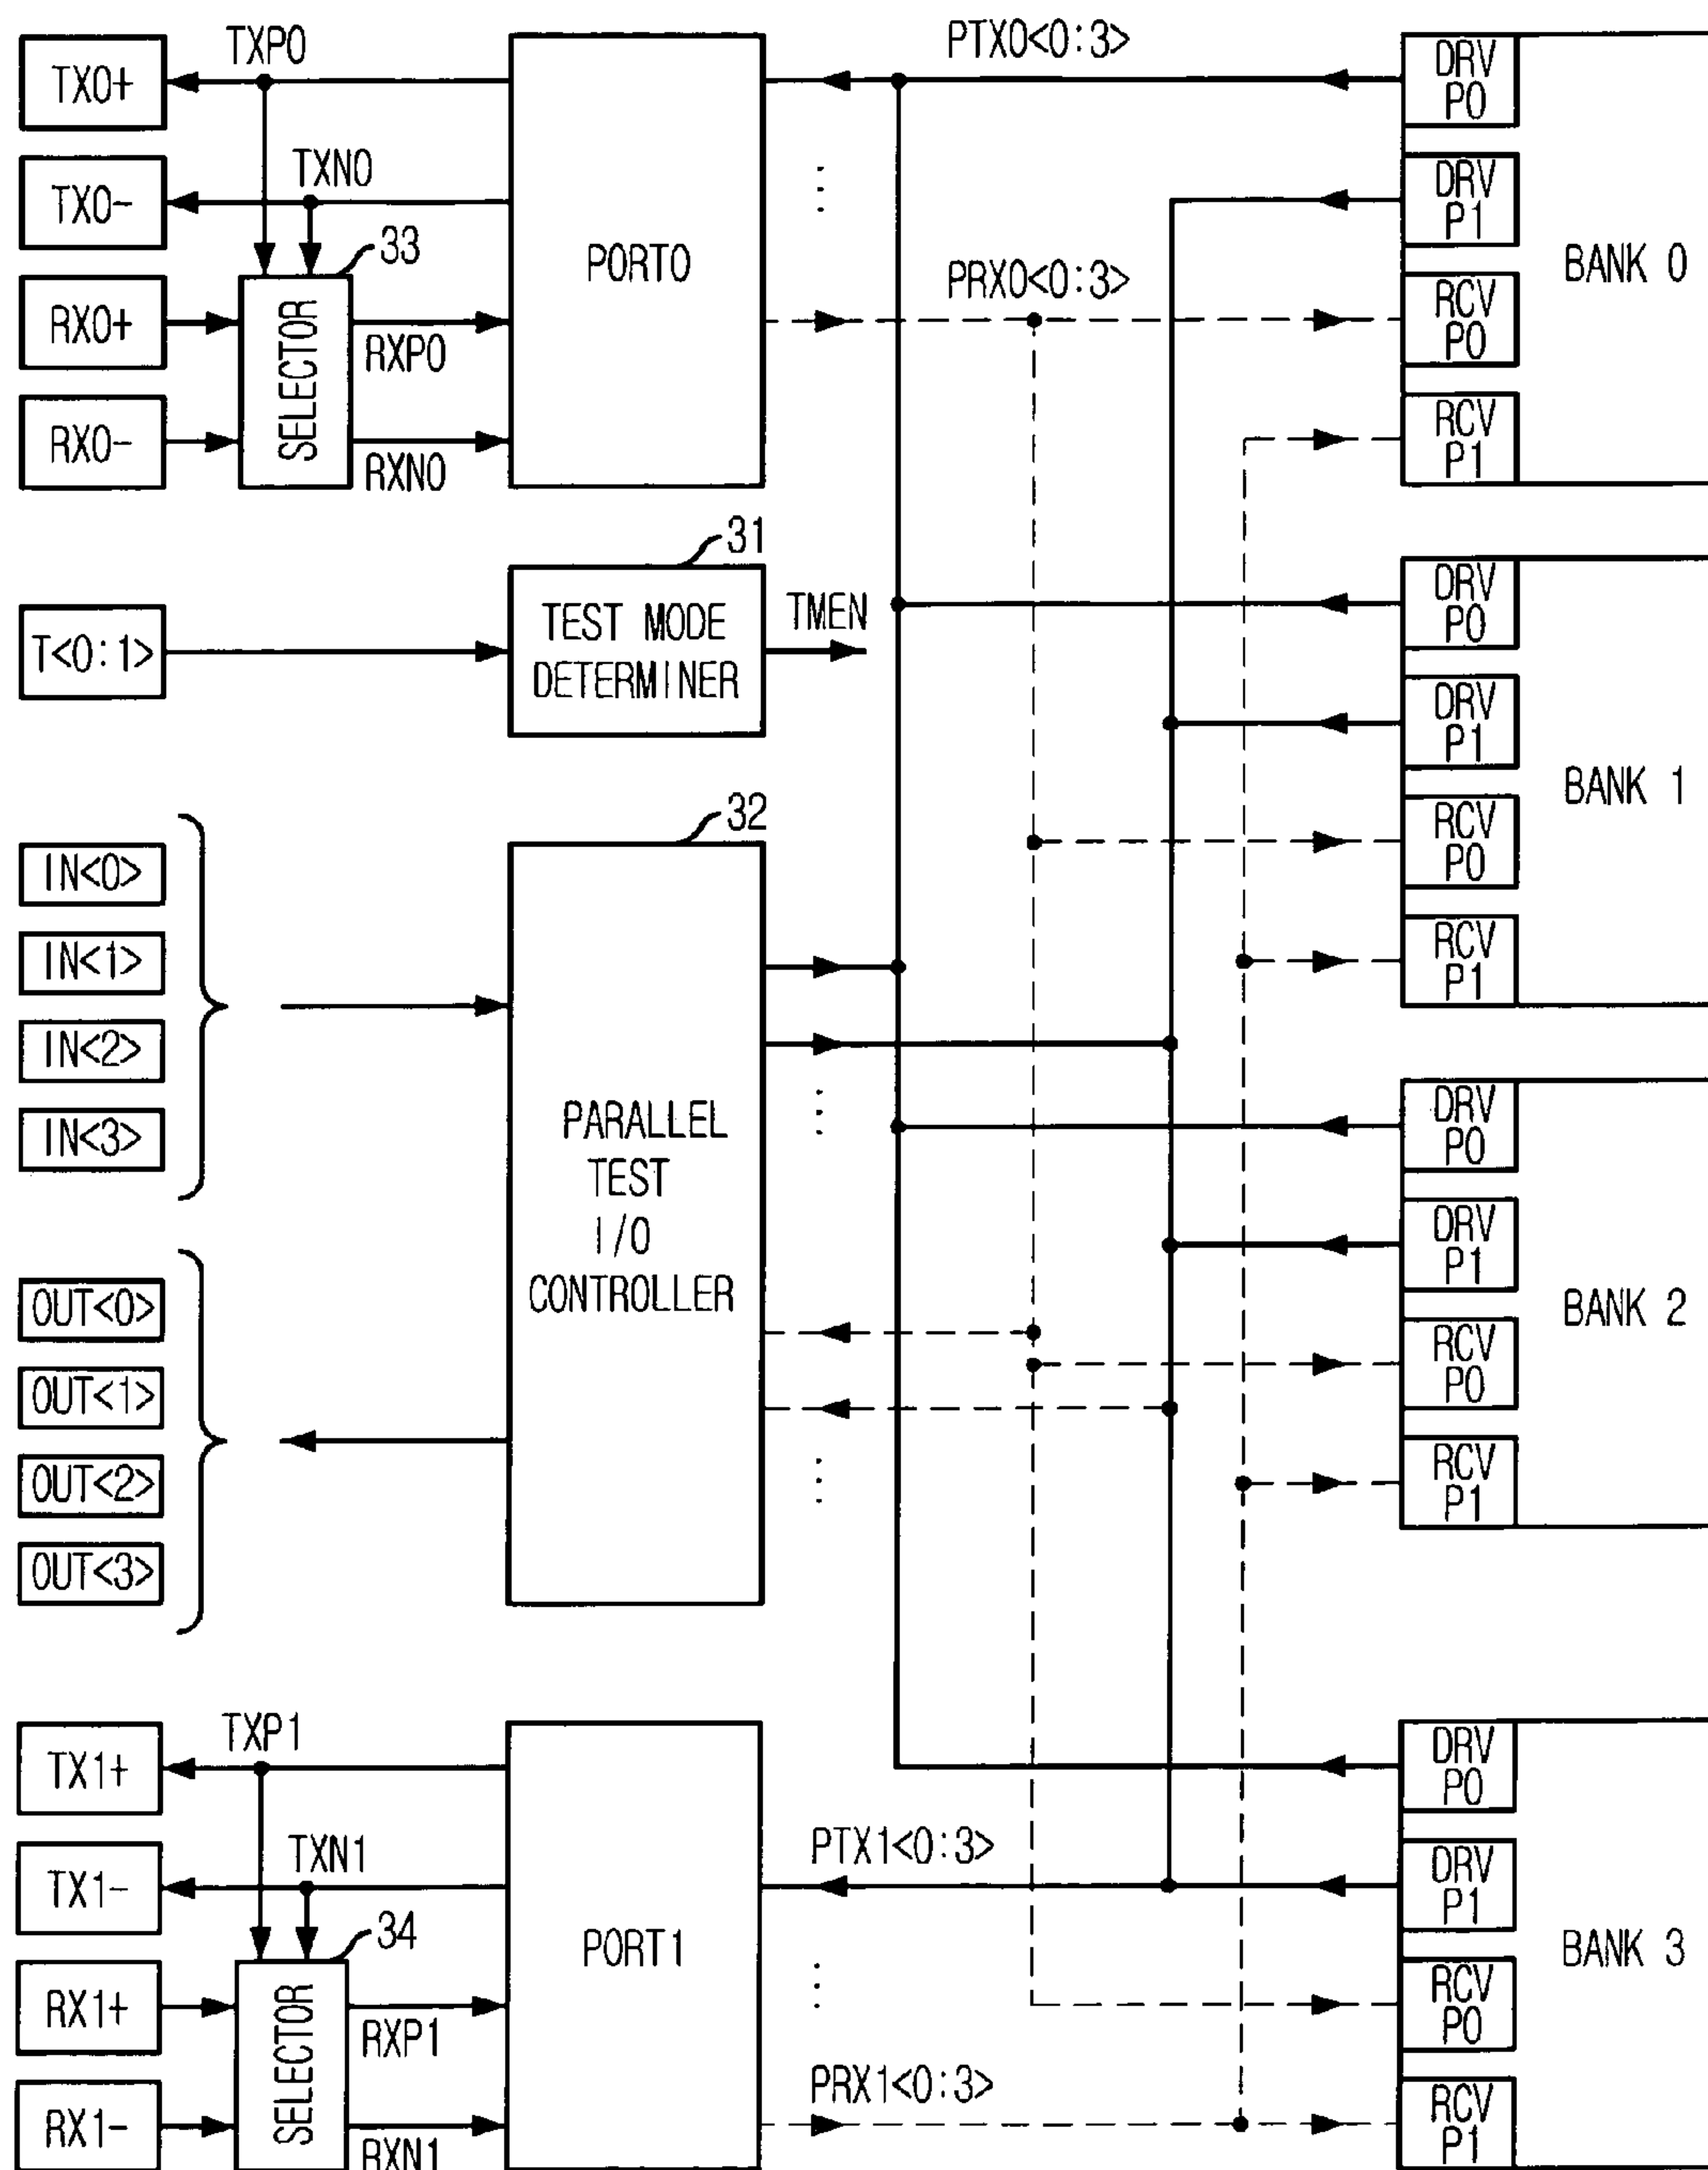 TX0+
TXP0
TX0-
TXN0
RX0+
RX0-
33
SELECTOR
RXP0
RXN0
PORT0
PTX0<0:3>
PRX0<0:3>
DRV
P0
DRV
P1
RCV
P0
RCV
P1
BANK 0
T<0:1>
31
TEST MODE
DETERMINER
TMEN
DRV
P0
DRV
P1
RCV
P0
RCV
P1
BANK 1
IN<0>
IN<1>
IN<2>
IN<3>
32
PARALLEL
TEST
I/O
CONTROLLER
OUT<0>
OUT<1>
OUT<2>
OUT<3>
DRV
P0
DRV
P1
RCV
P0
RCV
P1
BANK 2
TX1+
TXP1
TX1-
TXN1
RX1+
RX1-
34
SELECTOR
RXP1
RXN1
PORT1
PTX1<0:3>
PRX1<0:3>
DRV
P0
DRV
P1
RCV
P0
RCV
P1
BANK 3